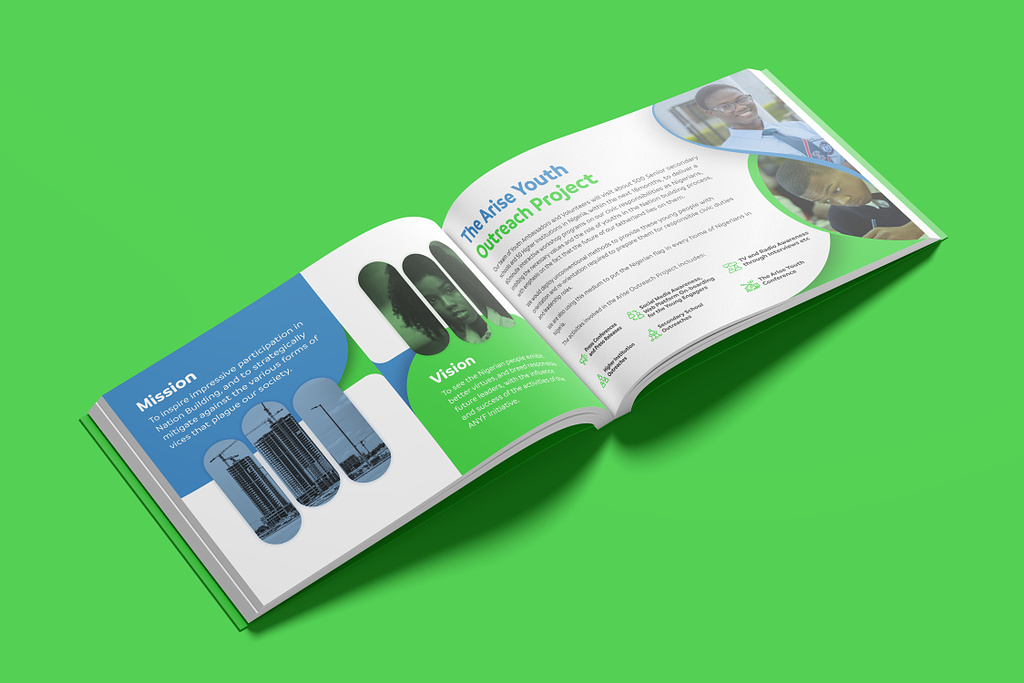 Mission
To inspire impressive participation in
Nation Building, and to strategically
mitigate against the various forms of
vices that plague our society.
Vision
To see the Nigerian people exhibit
better virtues, and breed responsible
future leaders, with the influence
and success of the activities of the
ANYF initiative.
The Arise Youth
Outreach Project
Our team of Youth Ambassadors and Volunteers will visit about 500 Senior secondary
schools and 50 Higher institutions in Nigeria, within the next 18months, to deliver a
interactive workshop programs on our civic responsibilities as Nigerians,
the necessary values and the role of youths in the Nation building process,
with emphasis on the fact that the future of our fatherland lies on them.
We would deploy unconventional methods to provide these young people with
orientation and re-orientation required to prepare them for responsible civic duties
and leadership roles.
We are also using this medium to put the Nigerian flag in every home of Nigerians in
Nigeria.
The activities involved in the Arise Outreach Project includes:
Press Conferences
and Press Releases
Social Media Awareness,
Web Platform On-boarding
for the Young Engagers
TV and Radio Awareness
through Interviews etc
Higher Institution
Outreaches
Secondary School
Outreaches
The Arise Youth
Conference